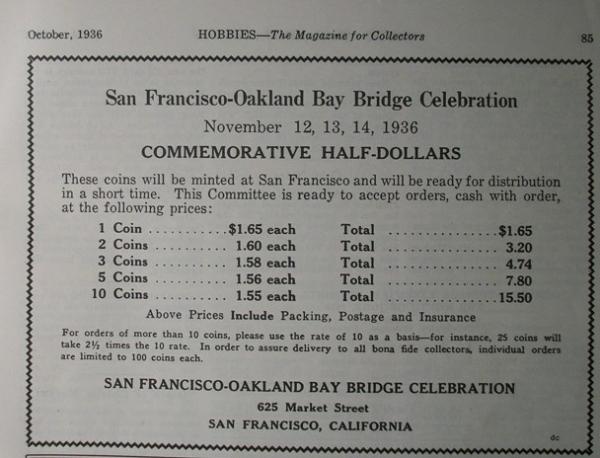 October, 1936 HOBBIES—The Magazine for Collectors 85
San Francisco-Oakland Bay Bridge Celebration
November 12, 13, 14, 1936
COMMEMORATIVE HALF-DOLLARS
These coins will be minted at San Francisco and will be ready for distribution
in a short time. This Committee is ready to accept orders, cash with order,
at the following prices:
1 Coin ...........$1.65 each Total ...............$1.65
2 Coins .......... 1.60 each Total ................ 3.20
3 Coins .......... 1.58 each Total ................ 4.74
5 Coins .......... 1.56 each Total ................ 7.80
10 Coins .......... 1.55 each Total ................ 15.50
Above Prices Include Packing, Postage and Insurance
For orders of more than 10 coins, please use the rate of 10 as a basis—for instance, 25 coins will
take 2½ times the 10 rate. In order to assure delivery to all bona fide collectors, individual orders
are limited to 100 coins each.
SAN FRANCISCO-OAKLAND BAY BRIDGE CELEBRATION
625 Market Street
SAN FRANCISCO, CALIFORNIA
dc